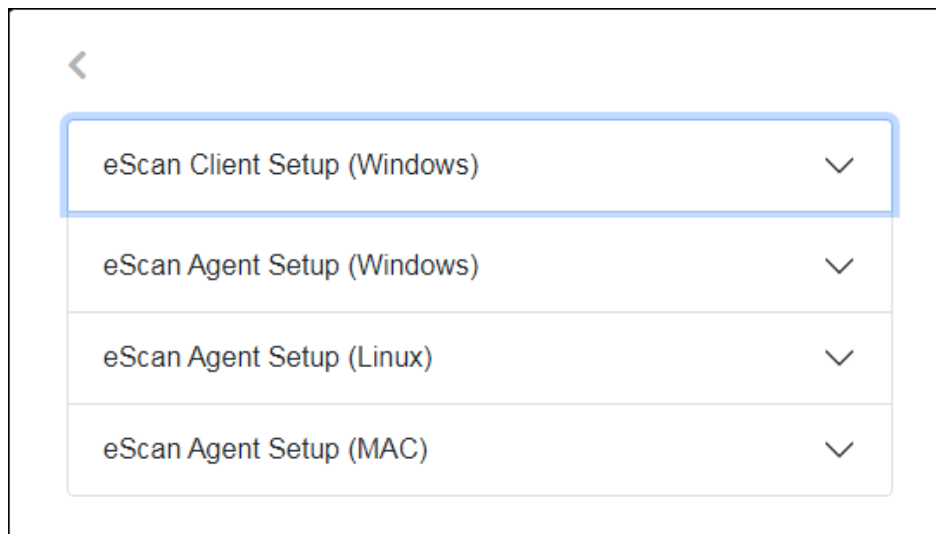 eScan Client Setup (Windows)
eScan Agent Setup (Windows)
eScan Agent Setup (Linux)
eScan Agent Setup (MAC)